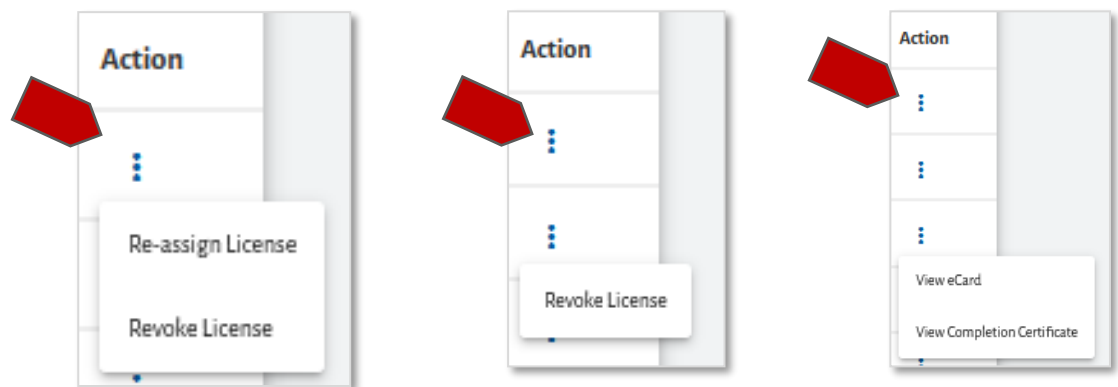 Action
Re-assign License
Revoke License
Action
Revoke License
Action
View eCard
View Completion Certificate